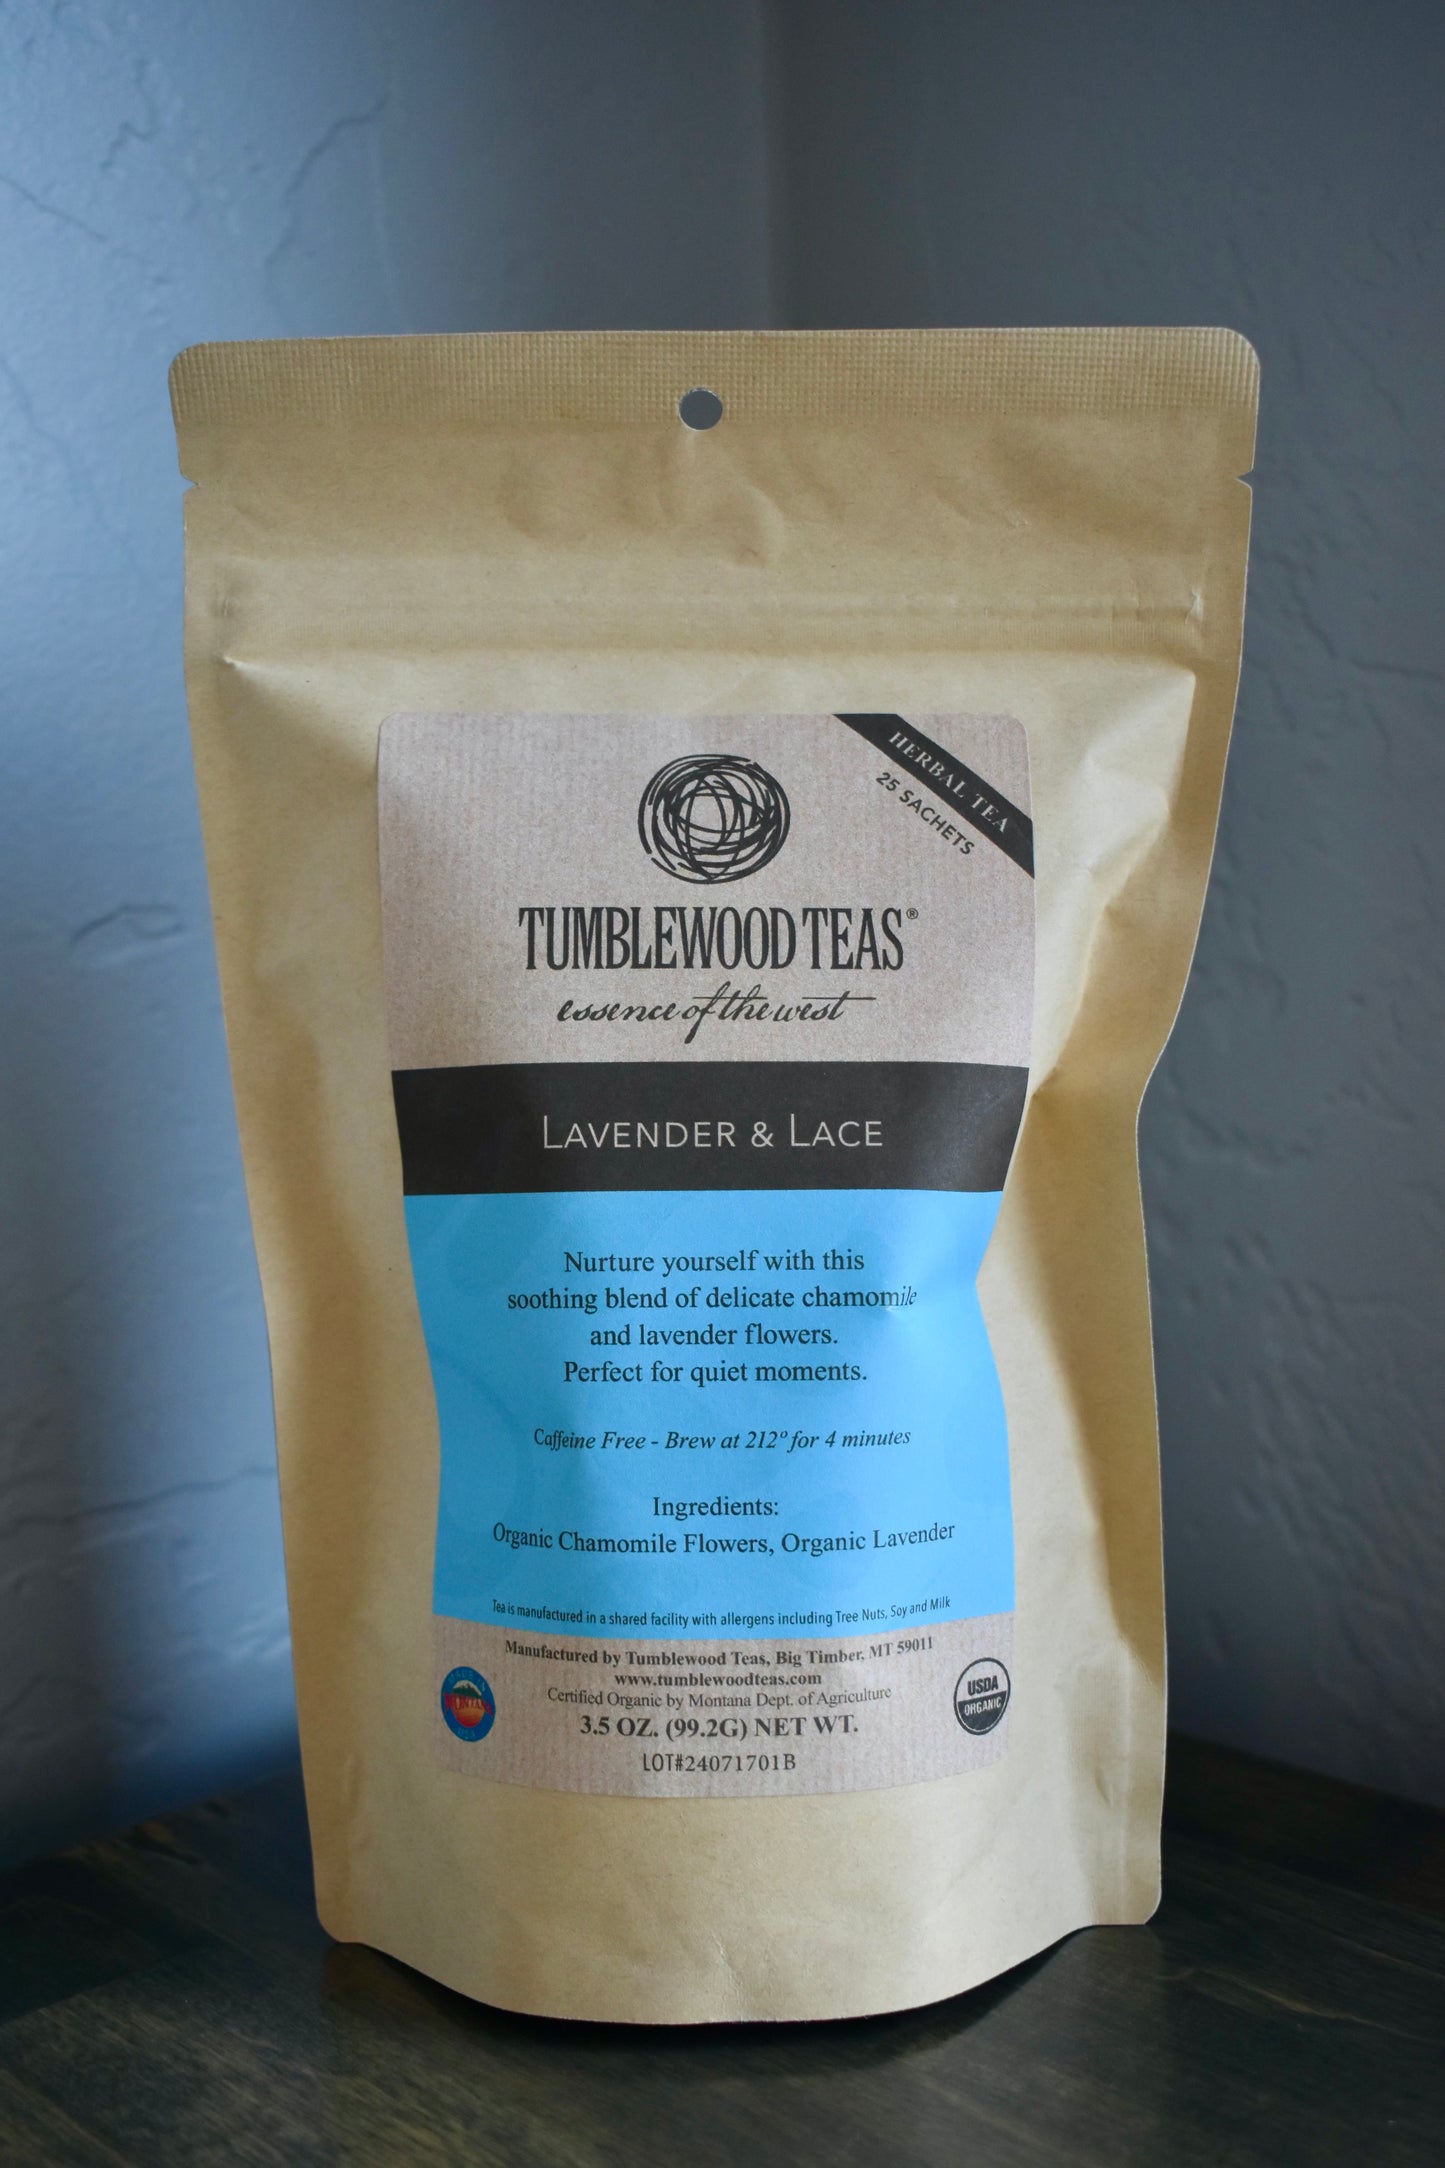 HERBAL TEA
25 SACHETS
TUMBLEWOOD TEAS®
essence of the west
LAVENDER & LACE
Nurture yourself with this
soothing blend of delicate chamomile
and lavender flowers.
Perfect for quiet moments.
Caffeine Free - Brew at 212º for 4 minutes
Ingredients:
Organic Chamomile Flowers, Organic Lavender
Tea is manufactured in a shared facility with allergens including Tree Nuts, Soy and Milk
Manufactured by Tumblewood Teas, Big Timber, MT 59011
www.tumblewoodteas.com
Certified Organic by Montana Dept. of Agriculture
3.5 OZ. (99.2G) NET WT.
LOT#24071701B
MONTANA
USDA
ORGANIC